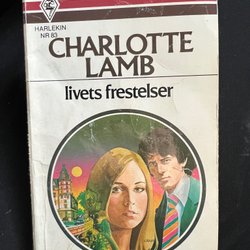 HARLEKIN
NR 83
CHARLOTTE
LAMB
livets frestelser